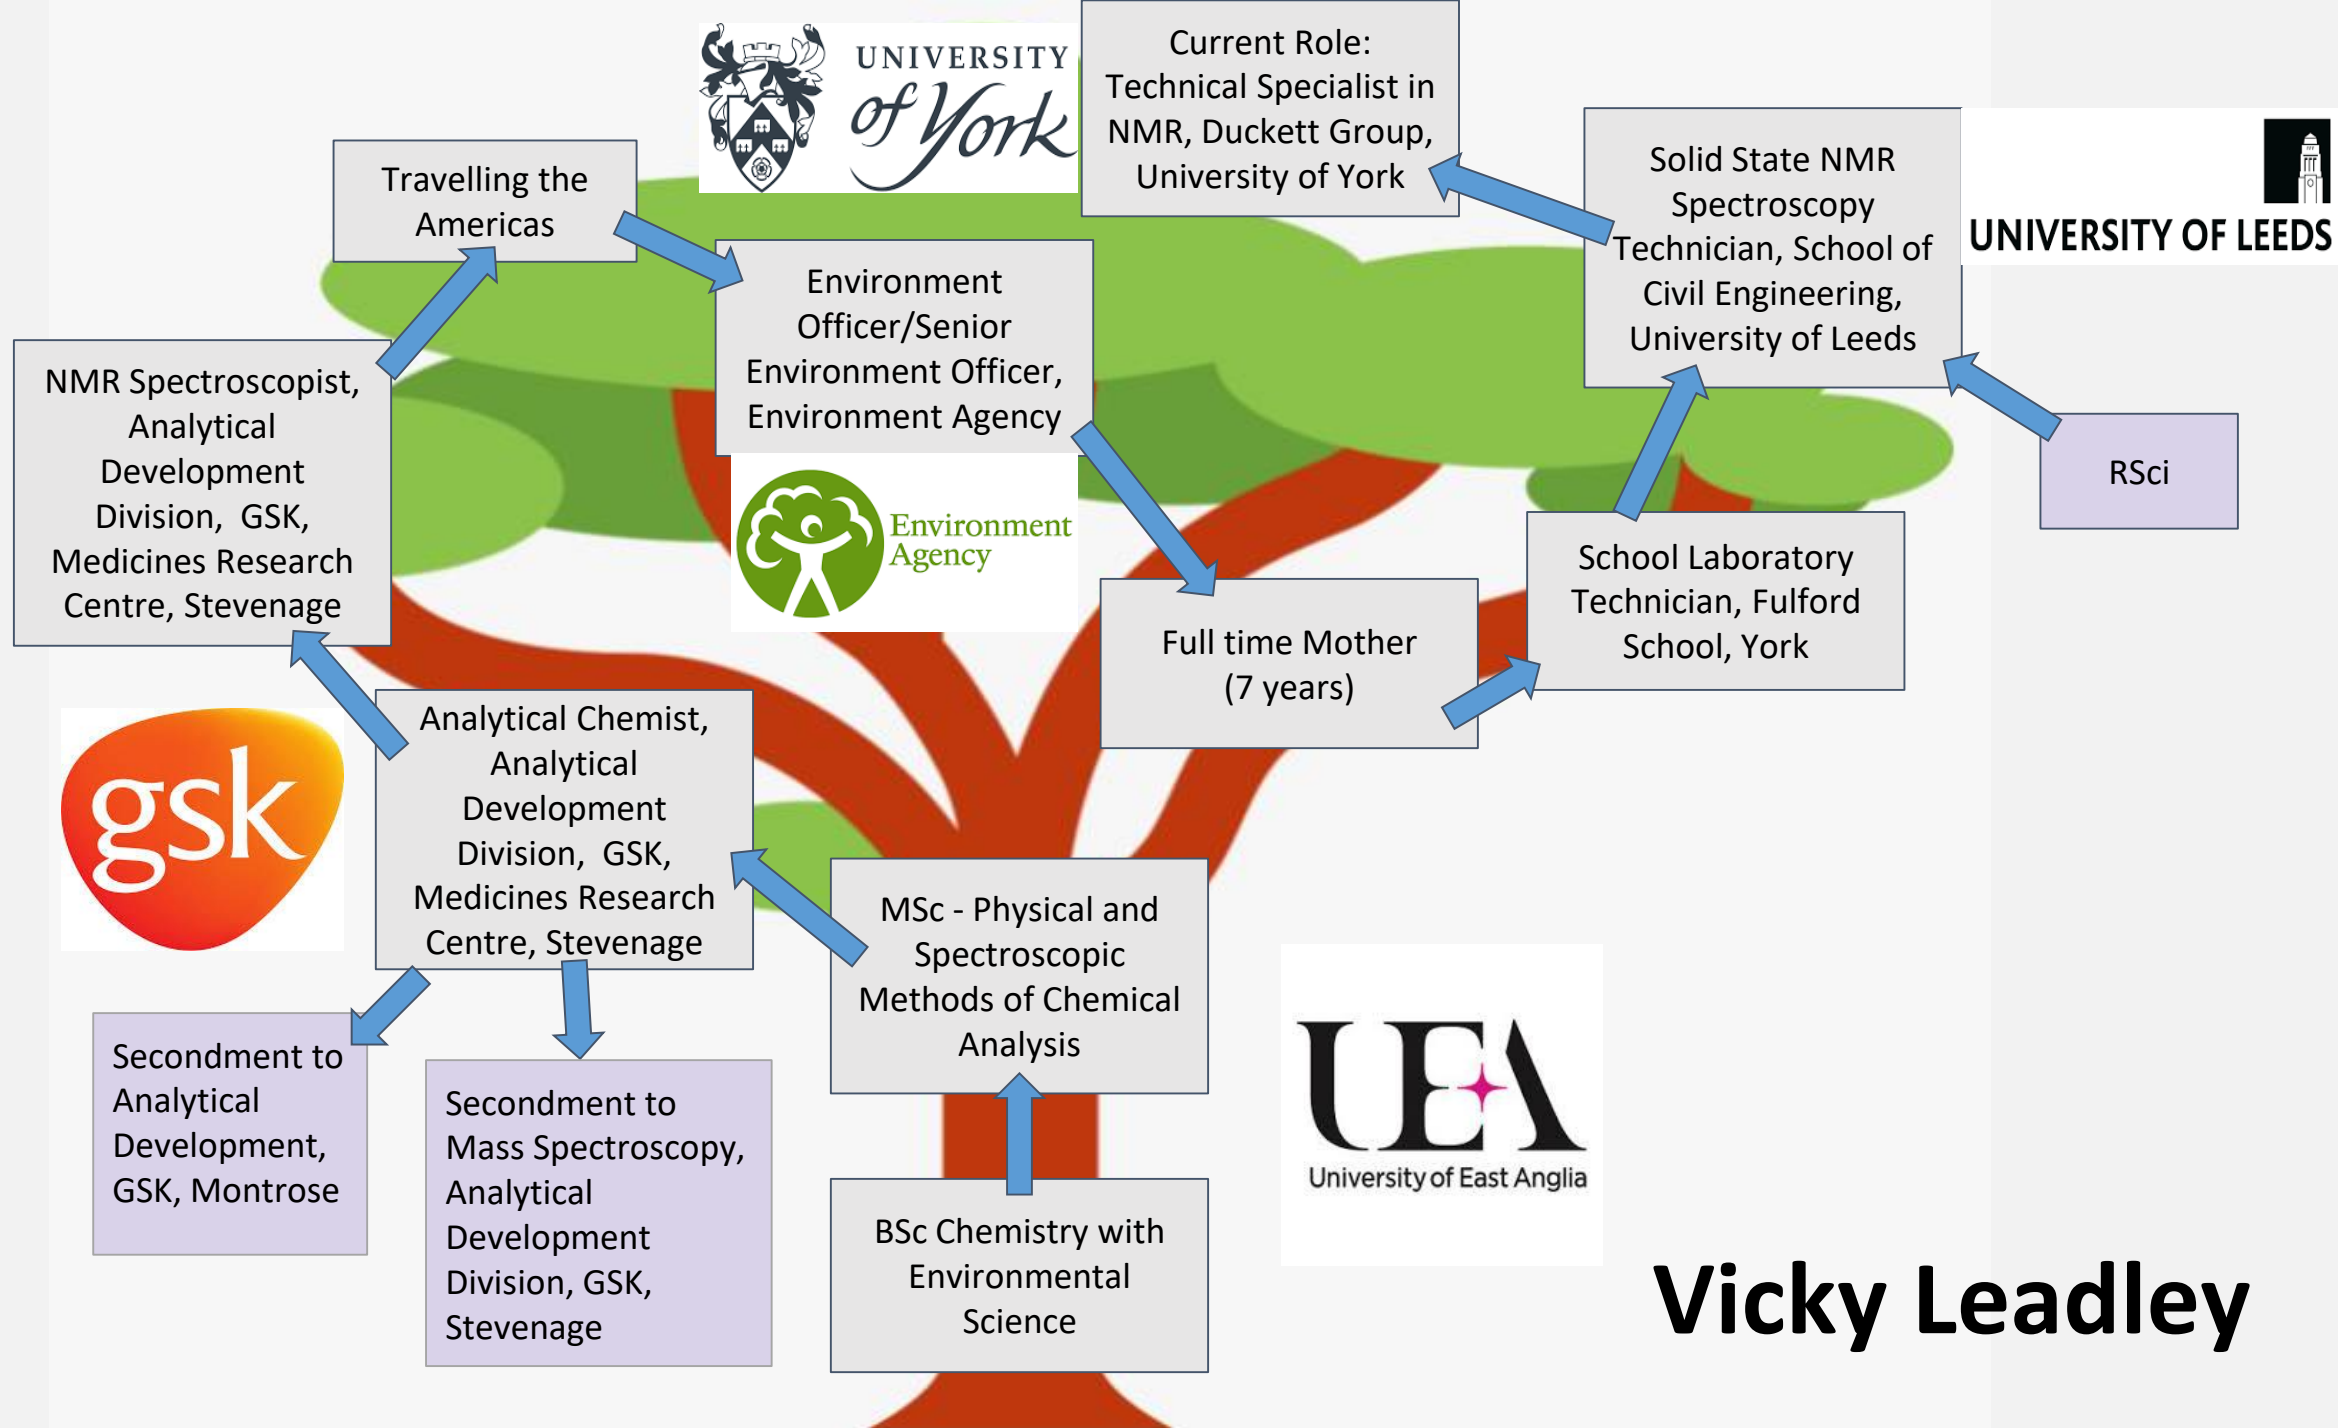 UNIVERSITY
of York
Current Role:
Technical Specialist in
NMR, Duckett Group,
University of York
Solid State NMR
Spectroscopy
Technician, School of
Civil Engineering,
University of Leeds
UNIVERSITY OF LEEDS
Travelling the
Americas
Environment
Officer/Senior
Environment Officer,
Environment Agency
NMR Spectroscopist,
Analytical
Development
Division,  GSK,
Medicines Research
Centre, Stevenage
RSci
Environment
Agency
School Laboratory
Technician, Fulford
School, York
Full time Mother
(7 years)
gsk
Analytical Chemist,
Analytical
Development
Division,  GSK,
Medicines Research
Centre, Stevenage
MSc - Physical and
Spectroscopic
Methods of Chemical
Analysis
Secondment to
Analytical
Development,
GSK, Montrose
Secondment to
Mass Spectroscopy,
Analytical
Development
Division, GSK,
Stevenage
UEA
University of East Anglia
BSc Chemistry with
Environmental
Science
Vicky Leadley